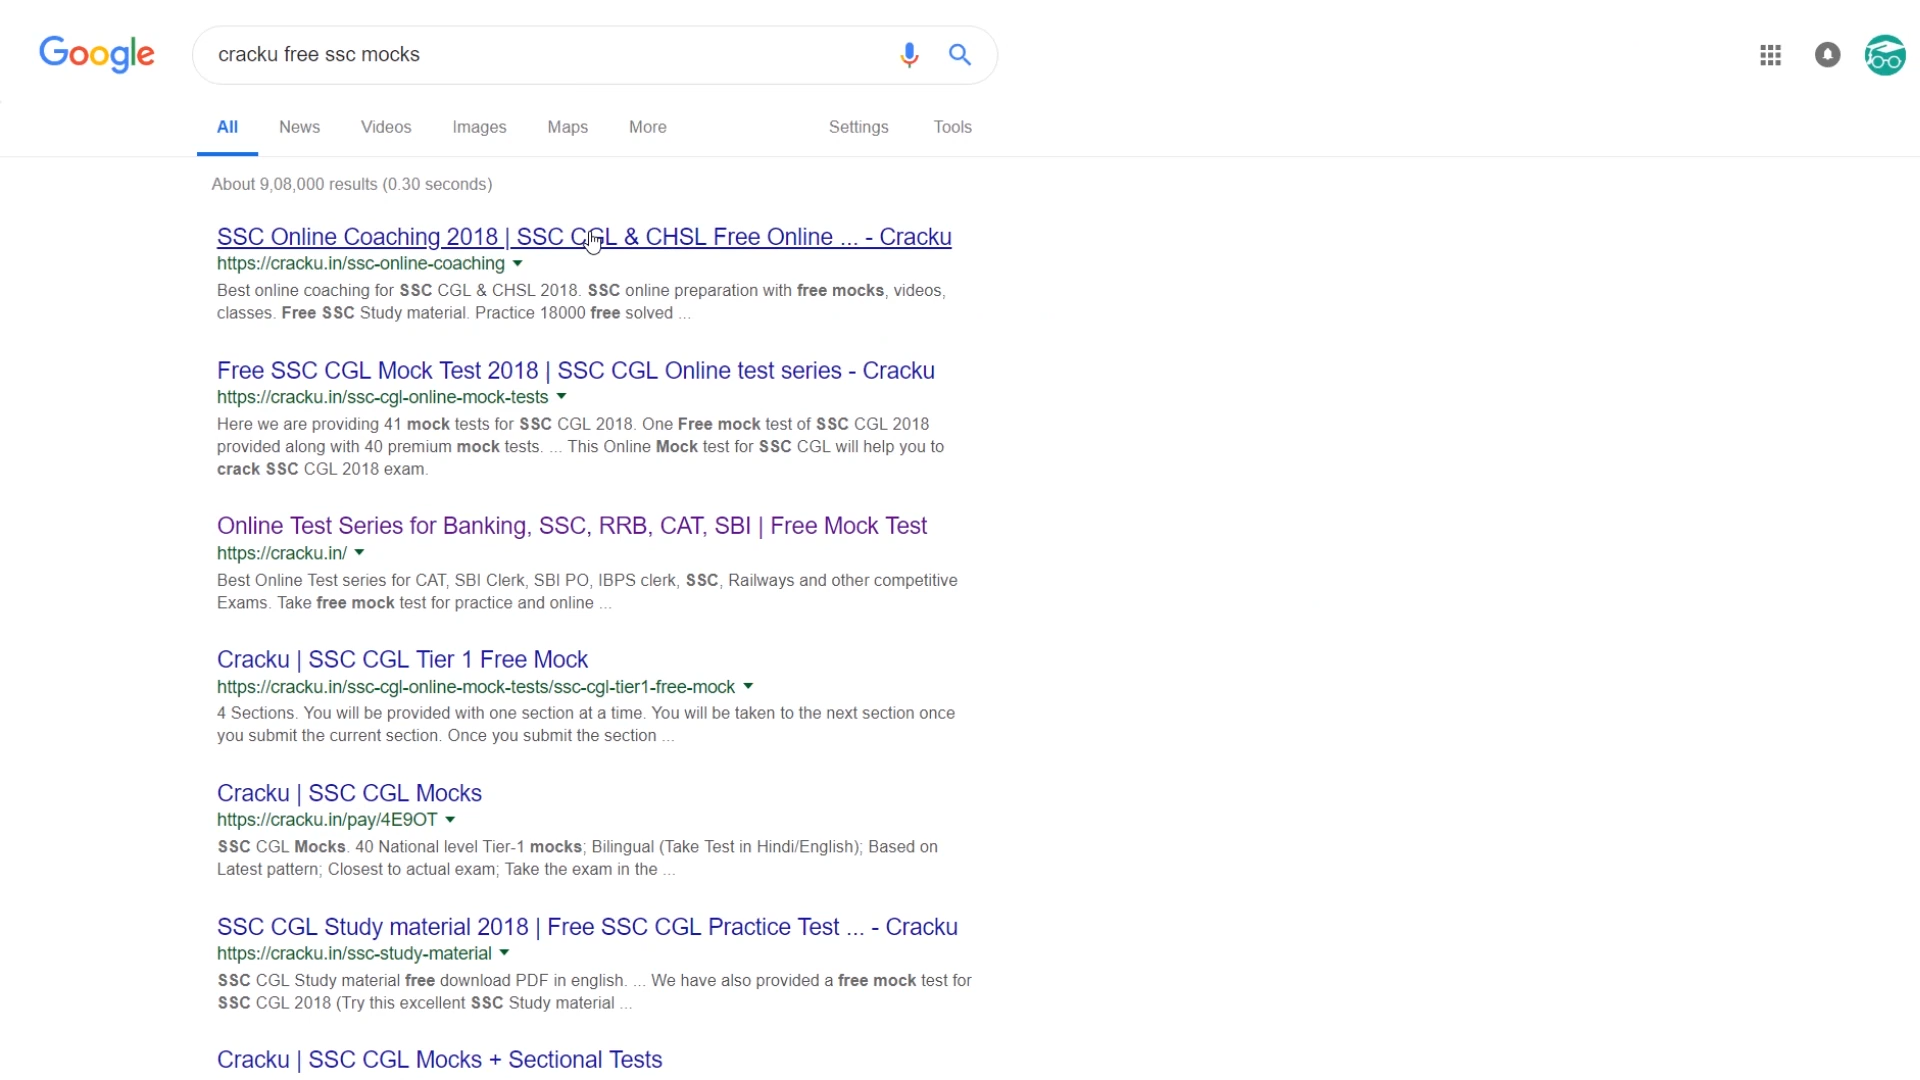 Google
cracku free ssc mocks
All News Videos Images Maps More Settings Tools
About 9,08,000 results (0.30 seconds)
SSC Online Coaching 2018 | SSC CGL & CHSL Free Online ... - Cracku
https://cracku.in/ssc-online-coaching
Best online coaching for SSC CGL & CHSL 2018. SSC online preparation with free mocks, videos,
classes. Free SSC Study material. Practice 18000 free solved ...
Free SSC CGL Mock Test 2018 | SSC CGL Online test series - Cracku
https://cracku.in/ssc-cgl-online-mock-tests
Here we are providing 41 mock tests for SSC CGL 2018. One Free mock test of SSC CGL 2018
provided along with 40 premium mock tests. ... This Online Mock test for SSC CGL will help you to
crack SSC CGL 2018 exam.
Online Test Series for Banking, SSC, RRB, CAT, SBI | Free Mock Test
https://cracku.in/
Best Online Test series for CAT, SBI Clerk, SBI PO, IBPS clerk, SSC, Railways and other competitive
Exams. Take free mock test for practice and online ...
Cracku | SSC CGL Tier 1 Free Mock
https://cracku.in/ssc-cgl-online-mock-tests/ssc-cgl-tier1-free-mock
4 Sections. You will be provided with one section at a time. You will be taken to the next section once
you submit the current section. Once you submit the section ...
Cracku | SSC CGL Mocks
https://cracku.in/pay/4E9OT
SSC CGL Mocks. 40 National level Tier-1 mocks; Bilingual (Take Test in Hindi/English); Based on
Latest pattern; Closest to actual exam; Take the exam in the ...
SSC CGL Study material 2018 | Free SSC CGL Practice Test ... - Cracku
https://cracku.in/ssc-study-material
SSC CGL Study material free download PDF in english. ... We have also provided a free mock test for
SSC CGL 2018 (Try this excellent SSC Study material ...
Cracku | SSC CGL Mocks + Sectional Tests